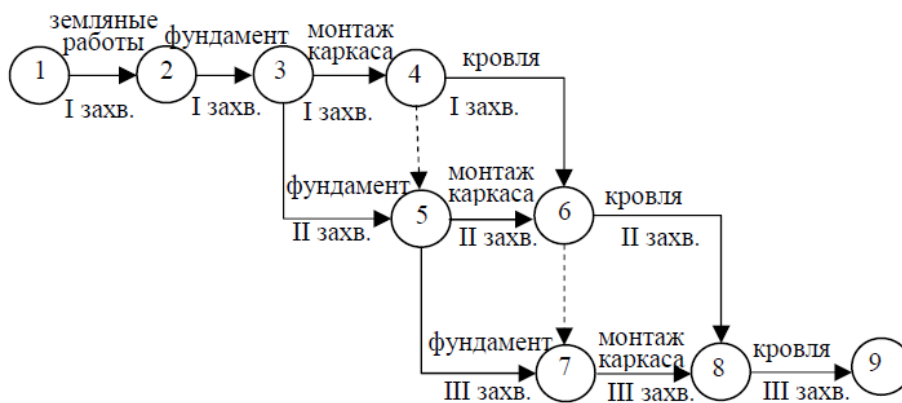 земляные
работы
фундамент
монтаж
каркаса
кровля
1
2
3
4
I захв.
I захв.
I захв.
I захв.
фундамент
монтаж
каркаса
кровля
5
6
II захв.
II захв.
II захв.
фундамент
монтаж
каркаса
кровля
7
8
9
III захв.
III захв.
III захв.